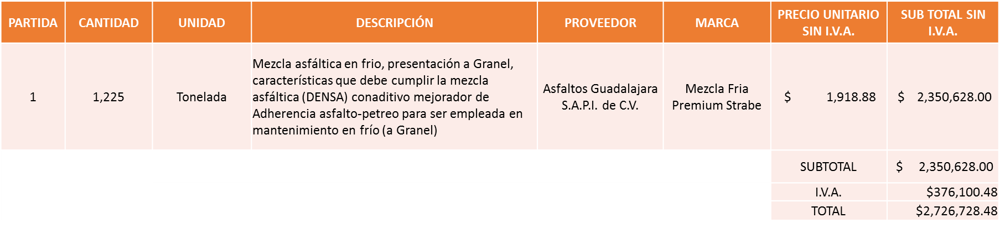 PARTIDA CANTIDAD UNIDAD DESCRIPCIÓN PROVEEDOR MARCA PRECIO UNITARIO SIN I.V.A. SUB TOTAL SIN I.V.A.
1
1,225
Tonelada
Mezcla asfáltica en frio, presentación a Granel,
características que debe cumplir la mezcla
asfáltica (DENSA) conaditivo mejorador de
Adherencia asfalto-petreo para ser empleada en
mantenimiento en frío (a Granel)
Asfaltos Guadalajara
S.A.P.I. de C.V.
Mezcla Fria
Premium Strabe
$ 1,918.88
$ 2,350,628.00
SUBTOTAL $ 2,350,628.00
I.V.A. $376,100.48
TOTAL $2,726,728.48